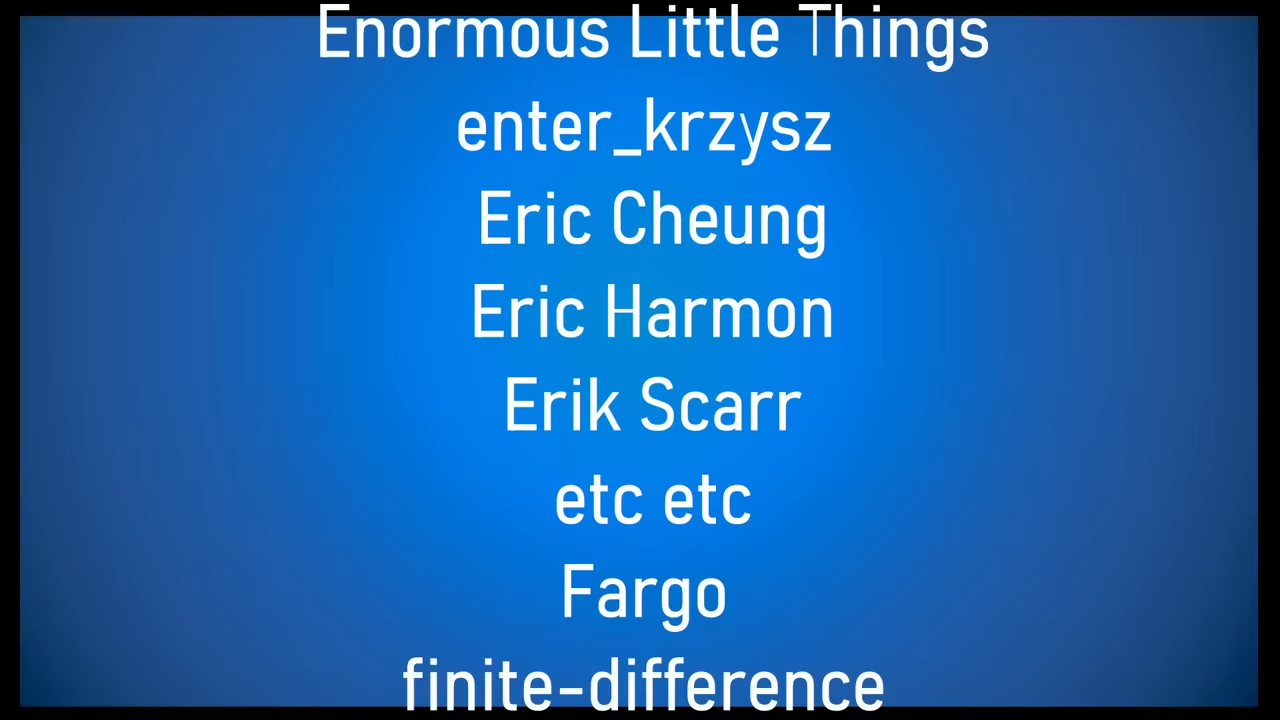 Enormous Little Things
enter_krzysz
Eric Cheung
Eric Harmon
Erik Scarr
etc etc
Fargo
finite-difference